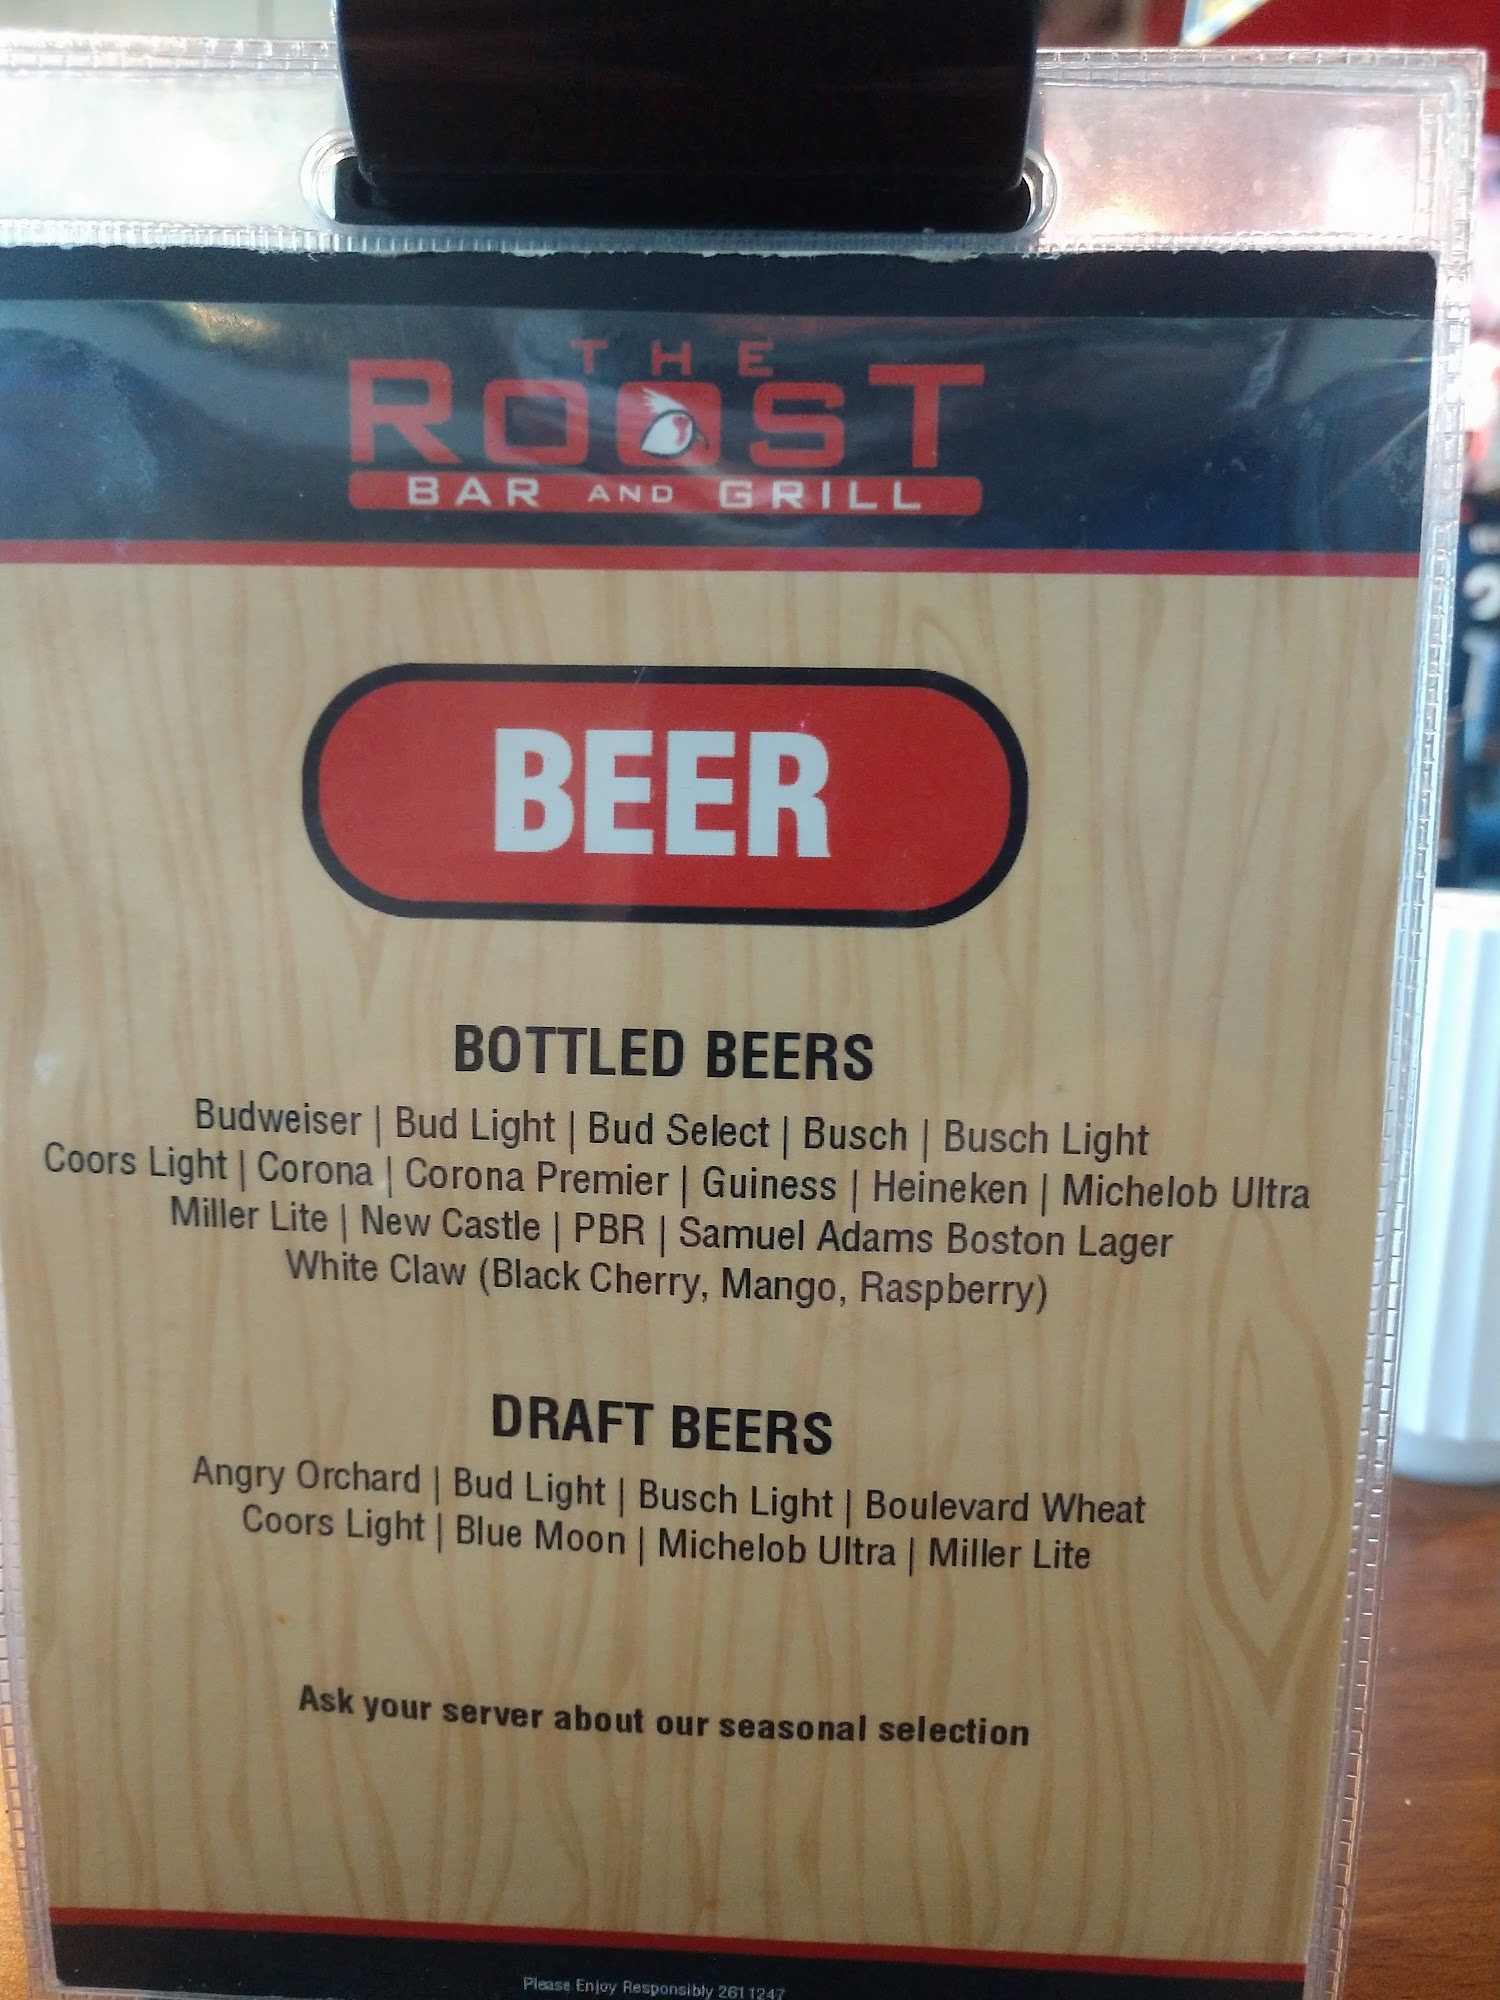 THE
ROOST
BAR AND GRILL
BEER
BOTTLED BEERS
Budweiser | Bud Light | Bud Select | Busch | Busch Light
Coors Light | Corona | Corona Premier | Guiness | Heineken | Michelob Ultra
Miller Lite | New Castle | PBR | Samuel Adams Boston Lager
White Claw (Black Cherry, Mango, Raspberry)
DRAFT BEERS
Angry Orchard | Bud Light | Busch Light | Boulevard Wheat
Coors Light | Blue Moon | Michelob Ultra | Miller Lite
Ask your server about our seasonal selection
Please Enjoy Responsibly 2611247